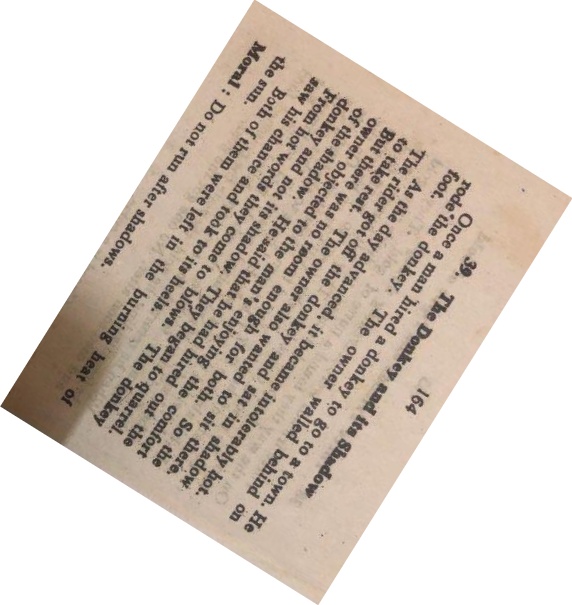 164
39. The Donkey and its Shadow
Once a man hired a donkey to go to a town. He
rode the donkey. The owner walled behind on
foot.
As the day advanced it became intolerably hot.
The rider got off the donkey and sat in shadow
to take rest. The owner also wanted to sit there.
But there was no room enough for both. So the
owner objected to the man's enjoying the comfort
of the shadow. He said that he had hired out the
donkey and not its shadow. They began to quarrel.
From hot words they come to blows. The donkey
saw his chance and took to its heels.
Both of them were left in the burning heat of
the sun.
Moral : Do not run after shadows.